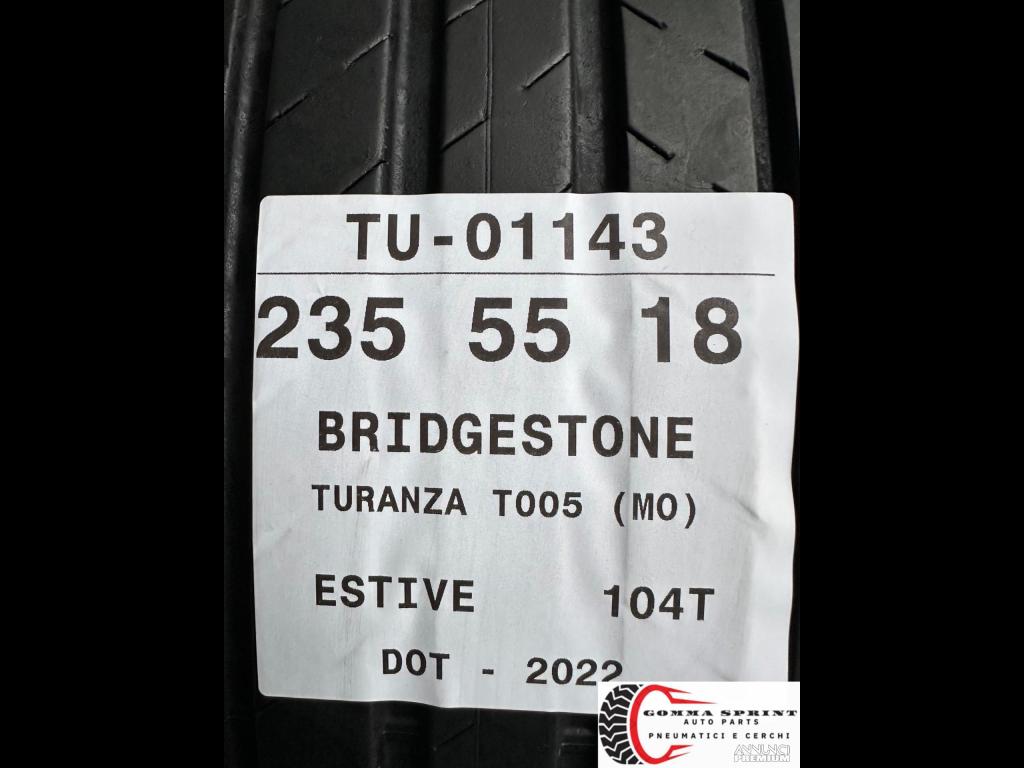 TU-01143
235 55 18
BRIDGESTONE
TURANZA T005 (MO)
ESTIVE 104T
DOT - 2022
GOMMA SPRINT
AUTO PARTS
PNEUMATICI E CERCHI
ANNUNCI
PREMIUM